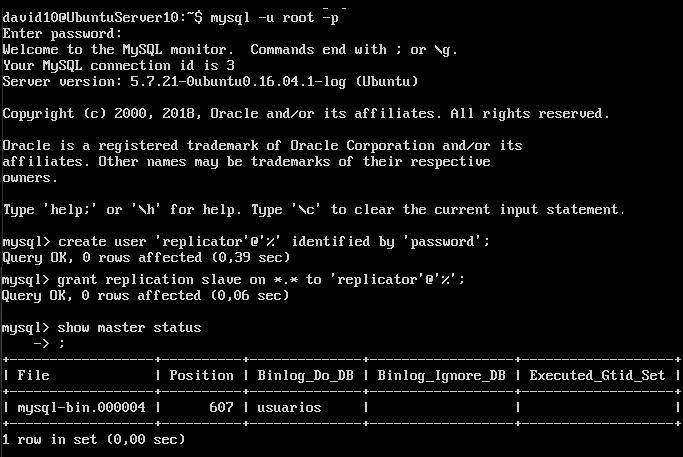 david10@UbuntuServer10:~$ mysql -u root -p
Enter password:
Welcome to the MySQL monitor.  Commands end with ; or \g.
Your MySQL connection id is 3
Server version: 5.7.21-0ubuntu0.16.04.1-log (Ubuntu)

Copyright (c) 2000, 2018, Oracle and/or its affiliates. All rights reserved.

Oracle is a registered trademark of Oracle Corporation and/or its
affiliates. Other names may be trademarks of their respective
owners.

Type 'help;' or '\h' for help. Type '\c' to clear the current input statement.

mysql> create user 'replicator'@'%' identified by 'password';
Query OK, 0 rows affected (0,39 sec)
mysql> grant replication slave on *.* to 'replicator'@'%';
Query OK, 0 rows affected (0,06 sec)

mysql> show master status
    -> ;
+------------------+----------+--------------+------------------+-------------------+
| File             | Position | Binlog_Do_DB | Binlog_Ignore_DB | Executed_Gtid_Set |
+------------------+----------+--------------+------------------+-------------------+
| mysql-bin.000004 |      607 | usuarios     |                  |                   |
+------------------+----------+--------------+------------------+-------------------+
1 row in set (0,00 sec)